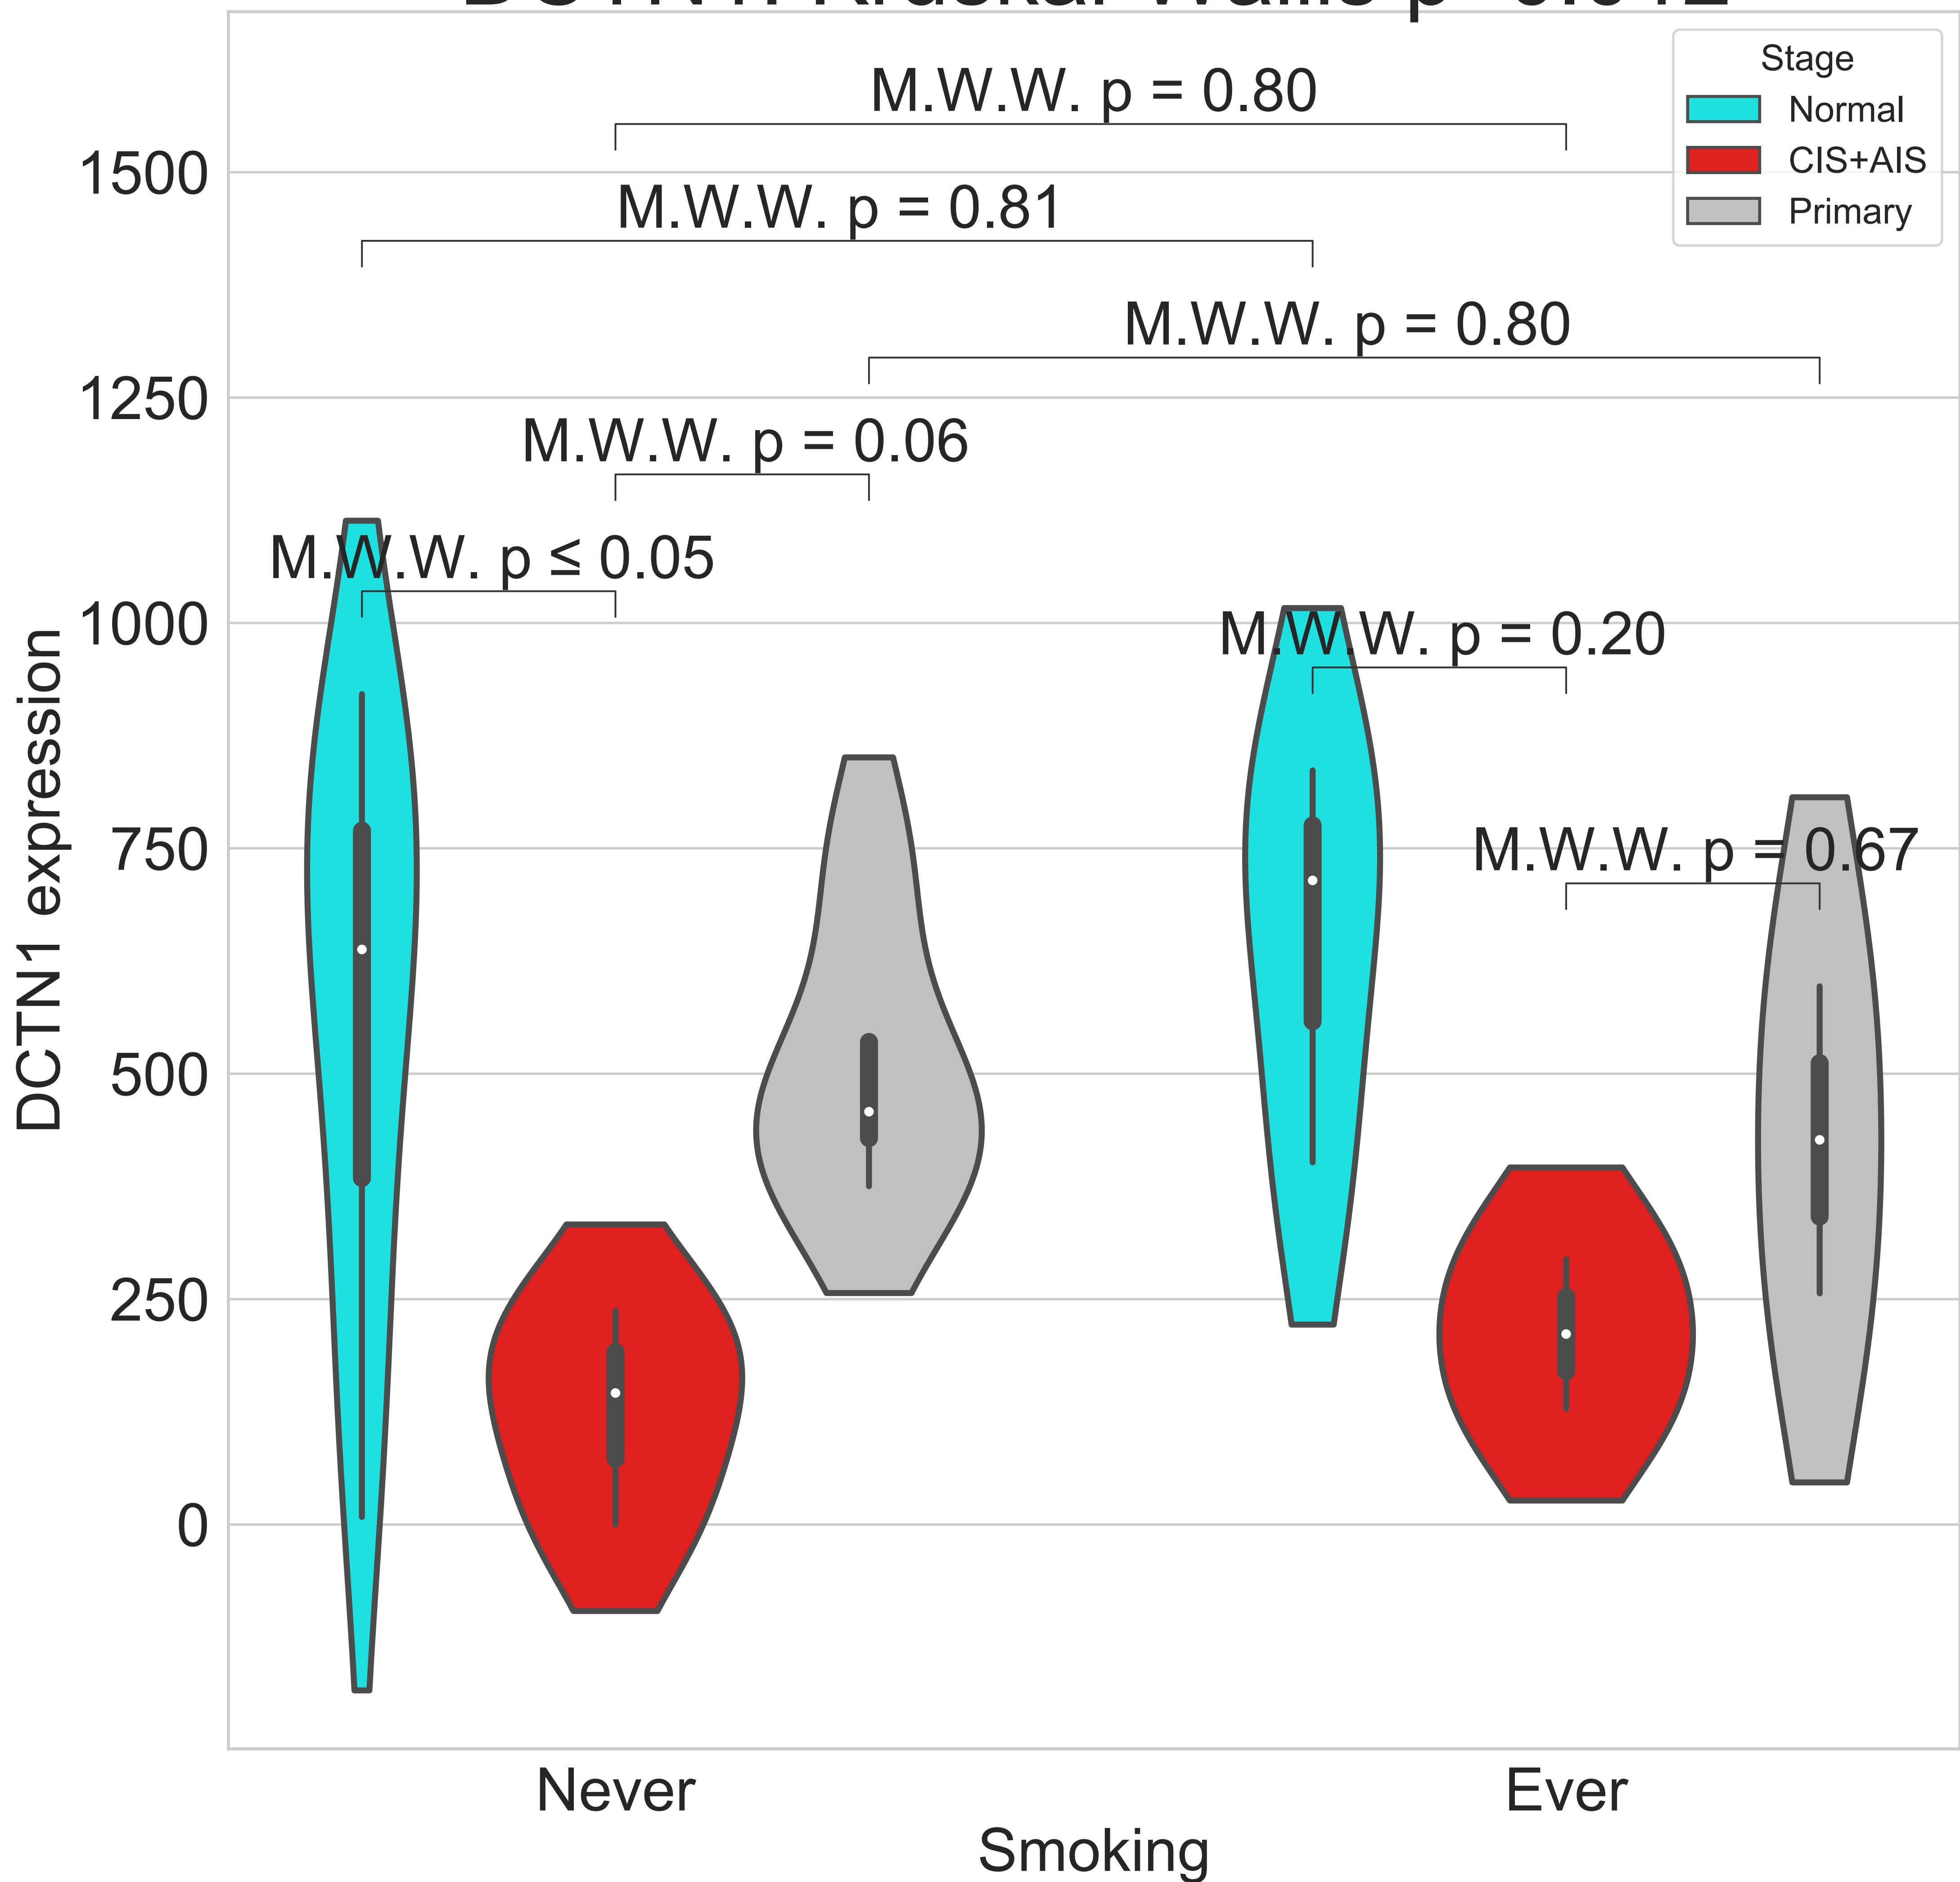 Stage
Normal
CIS+AIS
Primary
M.W.W. p = 0.80
M.W.W. p = 0.81
M.W.W. p = 0.80
M.W.W. p = 0.06
M.W.W. p ≤ 0.05
M.W.W. p = 0.20
M.W.W. p = 0.67
1500
1250
1000
750
500
250
0
DCTN1 expression
Never
Ever
Smoking